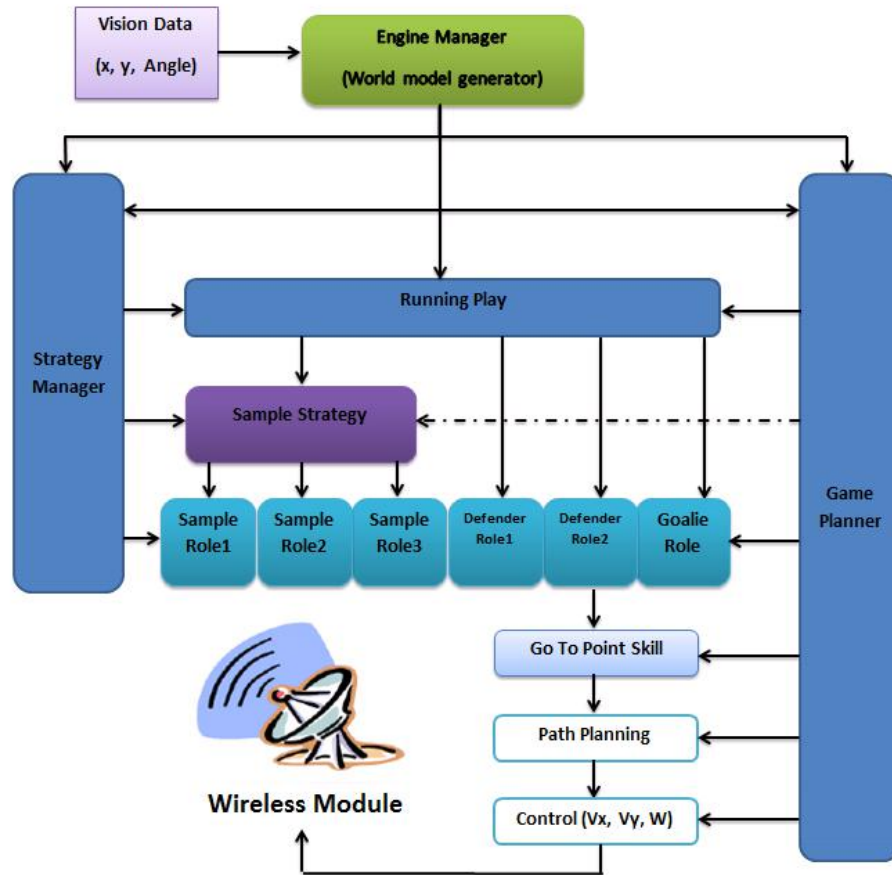 Vision Data
(x, y, Angle)
Engine Manager
(World model generator)
Running Play
Strategy
Manager
Sample Strategy
Game
Planner
Sample
Role1
Sample
Role2
Sample
Role3
Defender
Role1
Defender
Role2
Goalie
Role
Go To Point Skill
Path Planning
Wireless Module
Control (Vx, Vy, W)